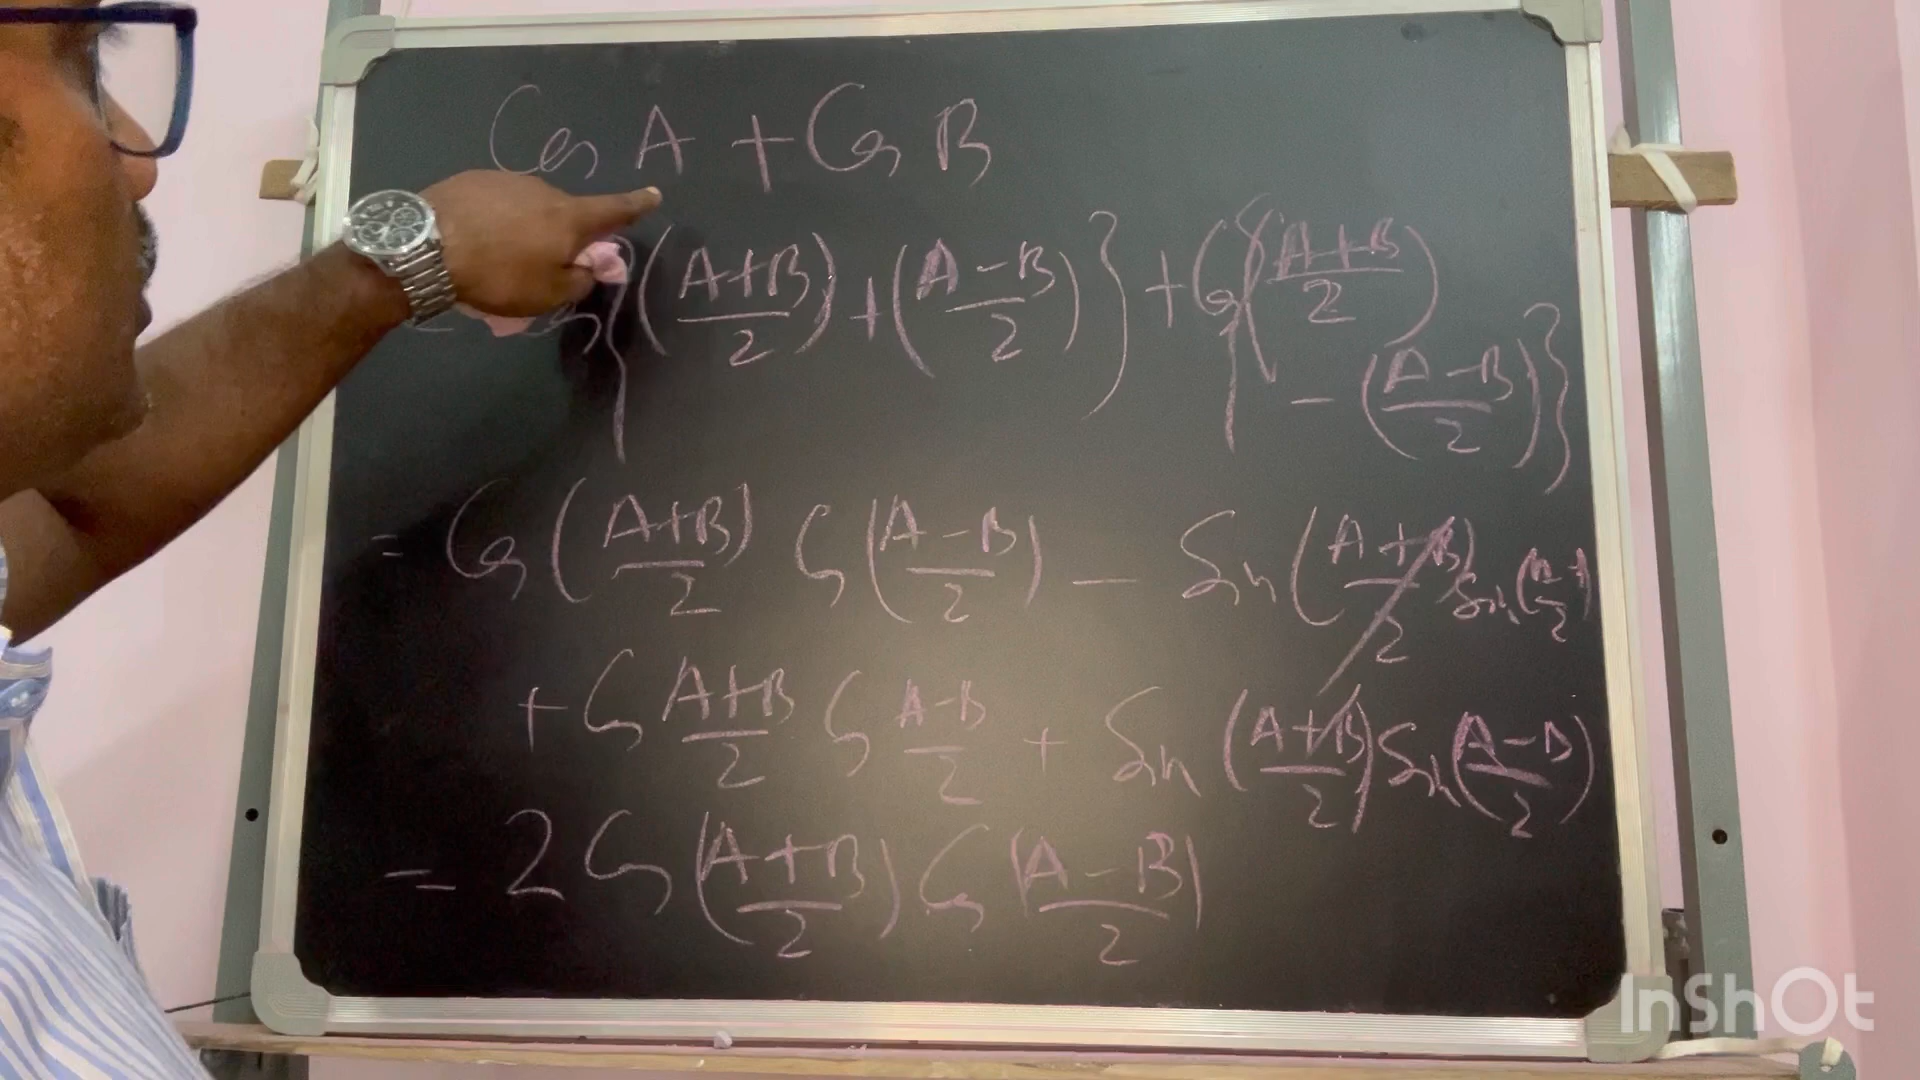 Cos A + Cos B
= Cos {((A+B)/2) + ((A-B)/2)} + Cos {((A+B)/2)
- ((A-B)/2)}
= Cos ((A+B)/2) Cos ((A-B)/2) - Sin ((A+B)/2) Sin
+ Cos (A+B)/2 Cos (A-B)/2 + Sin ((A+B)/2) Sin ((A-B)/2)
= 2 Cos ((A+B)/2) Cos ((A-B)/2)
InShOt